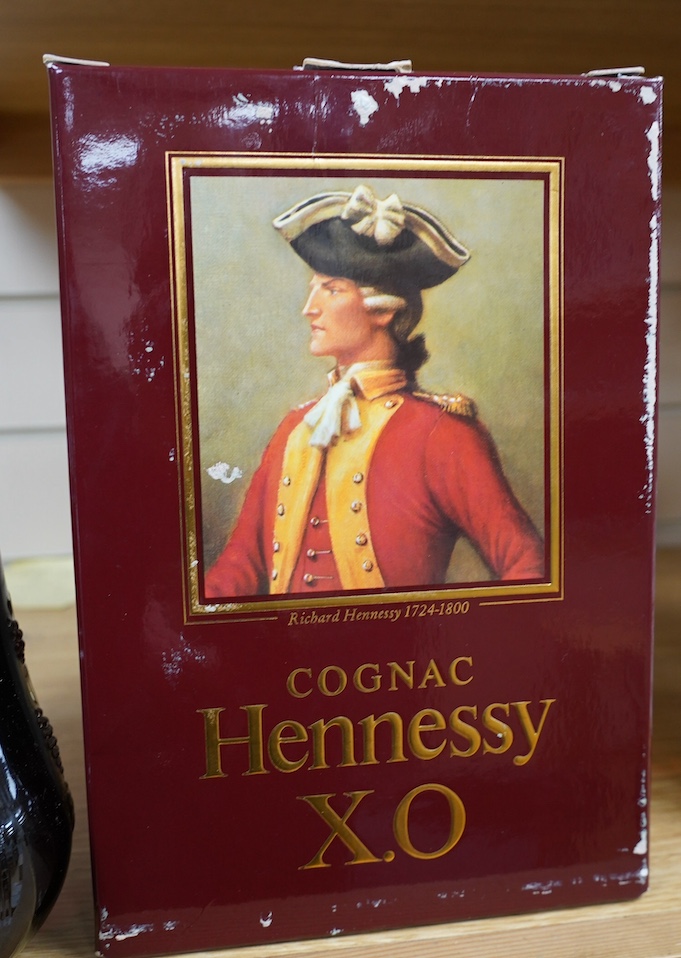 Richard Hennessy 1724-1800
COGNAC
Hennessy
X.O